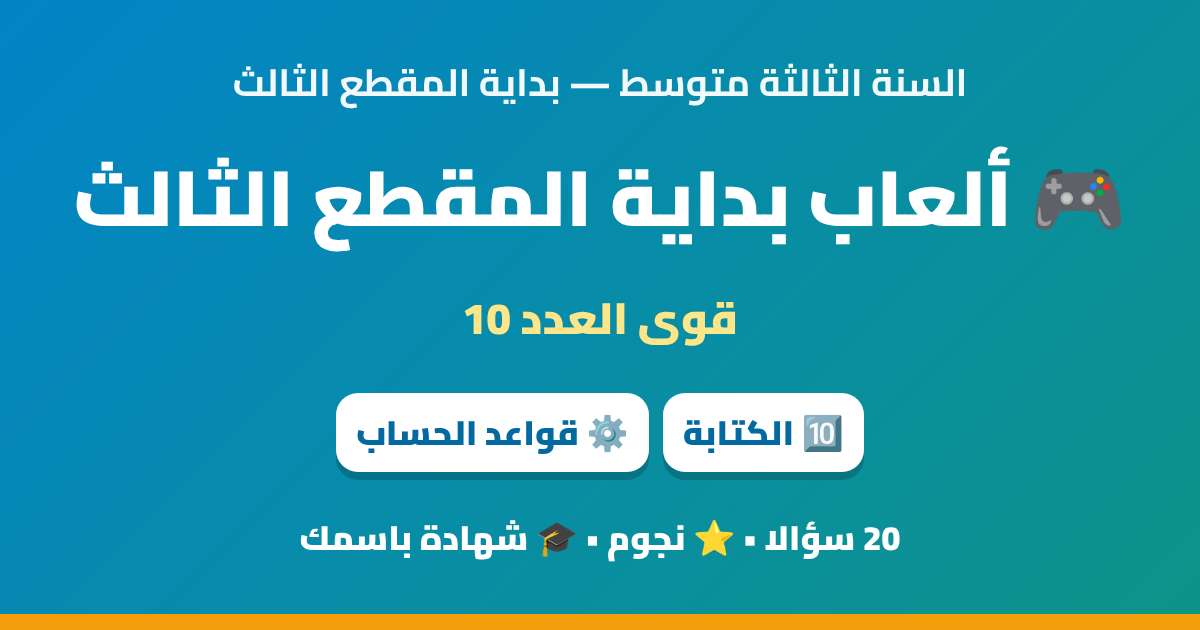 السنة الثالثة متوسط — بداية المقطع الثالث
🎮 ألعاب بداية المقطع الثالث
قوى العدد 10
🔟 الكتابة ⚙️ قواعد الحساب
20 سؤالا ▪ ⭐ نجوم ▪ 🎓 شهادة باسمك